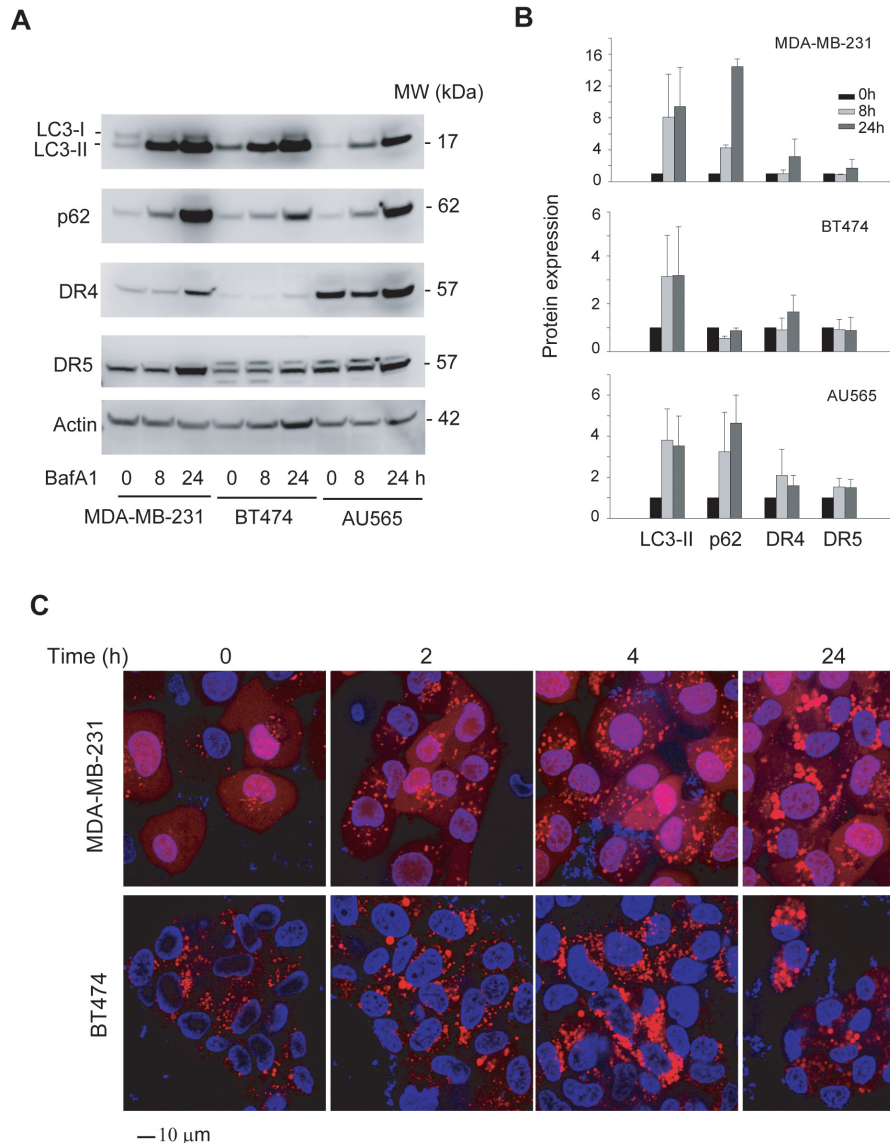 A
MW (kDa)
LC3-I
LC3-II
- 17
p62
- 62
DR4
- 57
DR5
- 57
Actin
- 42
BafA1 0 8 24 0 8 24 0 8 24 h
MDA-MB-231 BT474 AU565
B
Protein expression
MDA-MB-231
16
12
8
4
0
0h
8h
24h
BT474
6
4
2
0
AU565
6
4
2
0
LC3-II p62 DR4 DR5
C
Time (h) 0 2 4 24
MDA-MB-231
BT474
10 μm